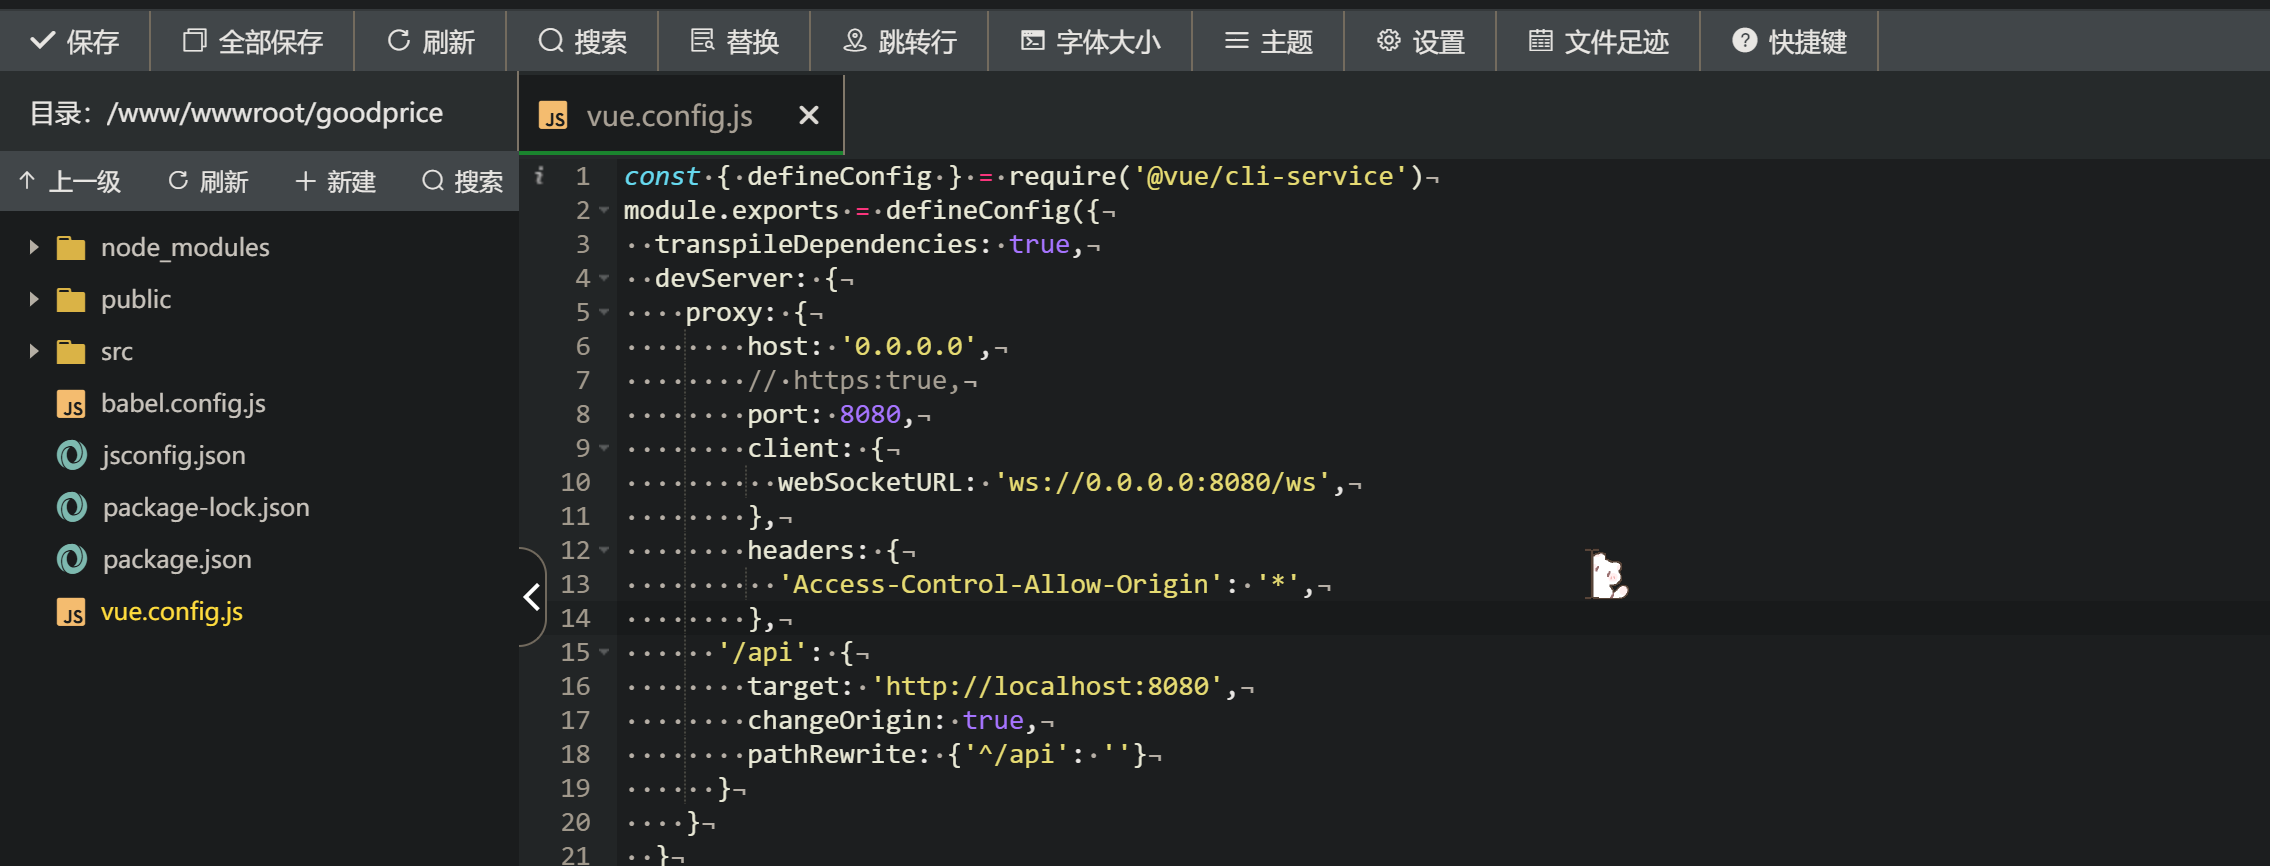 保存 全部保存 刷新 搜索 替换 跳转行 字体大小 主题 设置 文件足迹 快捷键
目录: /www/wwwroot/goodprice
上一级 刷新 新建 搜索
node_modules
public
src
babel.config.js
jsconfig.json
package-lock.json
package.json
vue.config.js
vue.config.js
1 const { defineConfig } = require('@vue/cli-service')
2 module.exports = defineConfig({
3   transpileDependencies: true,
4   devServer: {
5     proxy: {
6         host: '0.0.0.0',
7         // https:true,
8         port: 8080,
9         client: {
10           webSocketURL: 'ws://0.0.0.0:8080/ws',
11         },
12         headers: {
13           'Access-Control-Allow-Origin': '*',
14         },
15       '/api': {
16         target: 'http://localhost:8080',
17         changeOrigin: true,
18         pathRewrite: {'^/api': ''}
19       }
20     }
21   }